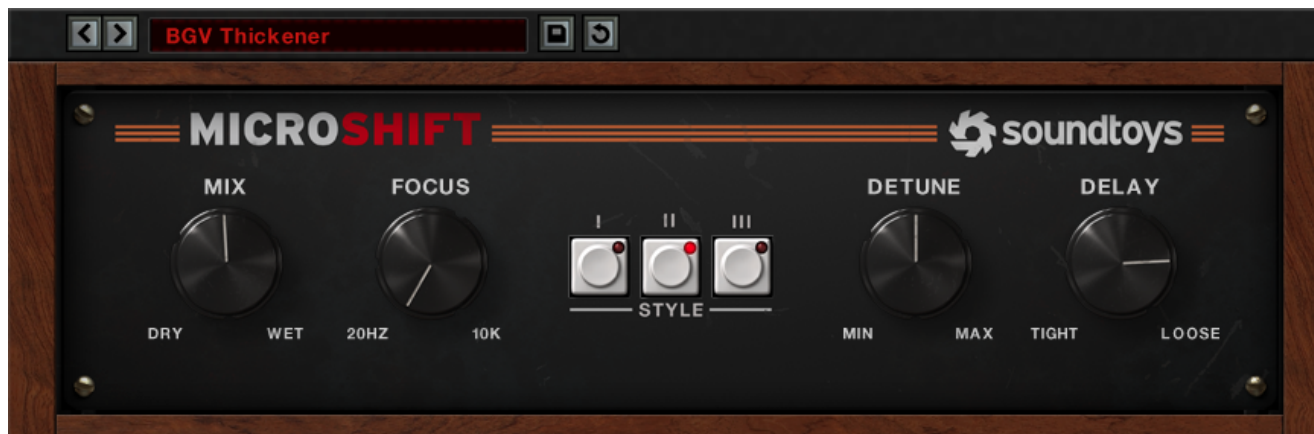 BGV Thickener
MICROSHIFT
soundtoys
MIX
FOCUS
DETUNE
DELAY
I II III
DRY WET
20HZ 10K
STYLE
MIN MAX
TIGHT LOOSE